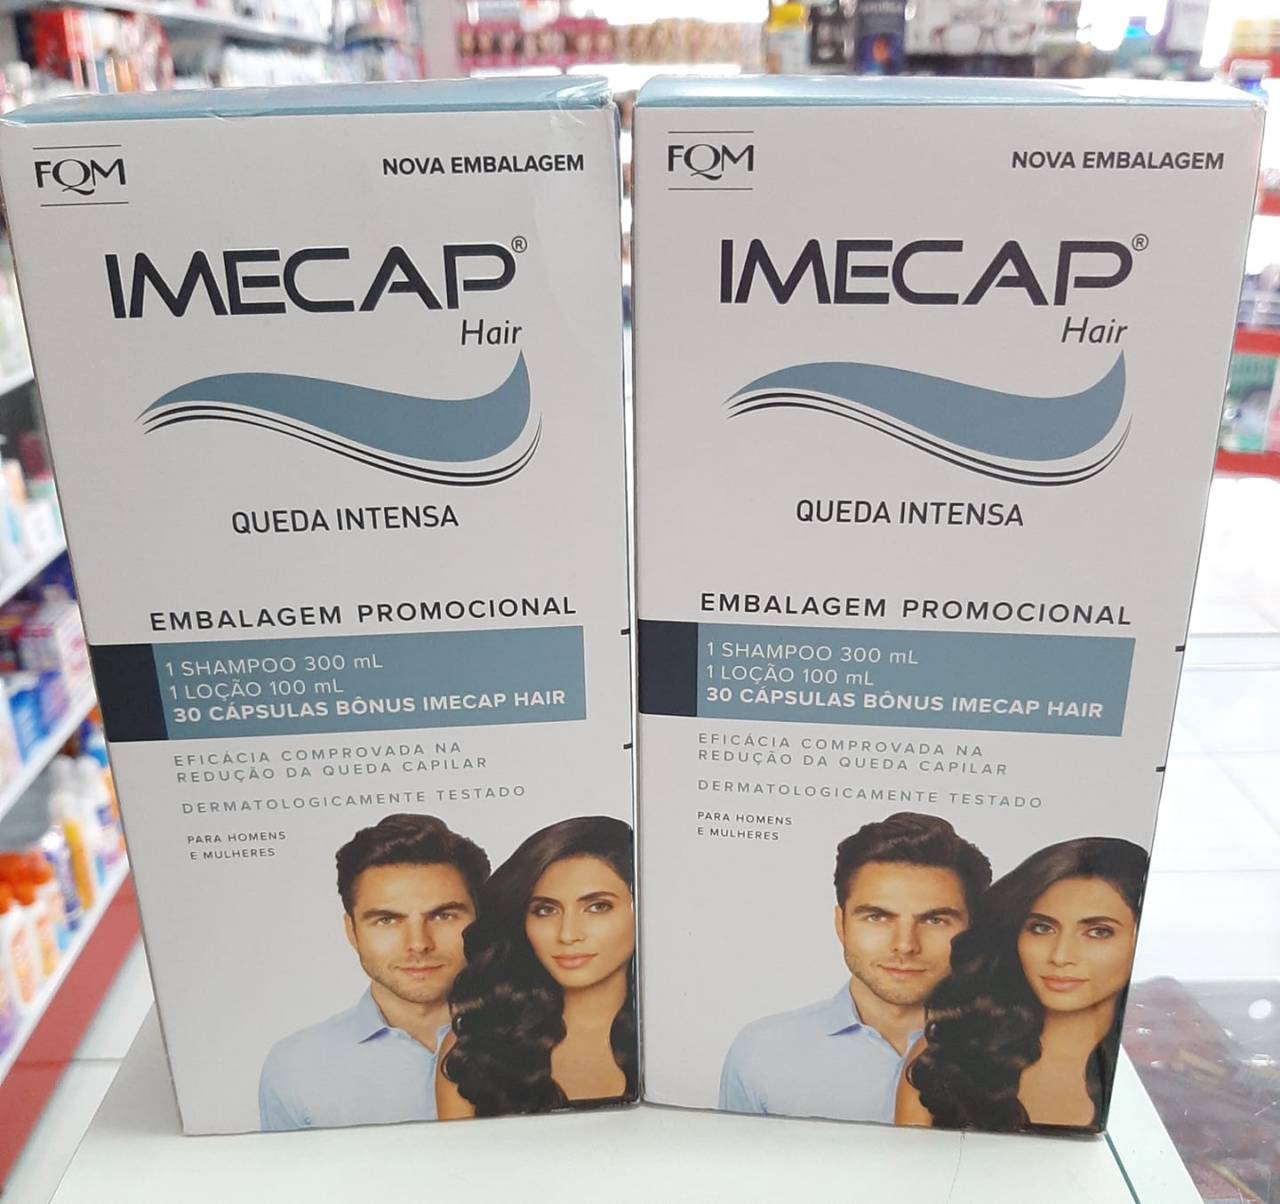 FQM
NOVA EMBALAGEM
IMECAP®
Hair
QUEDA INTENSA
EMBALAGEM PROMOCIONAL
1 SHAMPOO 300 mL
1 LOÇÃO 100 mL
30 CÁPSULAS BÔNUS IMECAP HAIR
EFICÁCIA COMPROVADA NA
REDUÇÃO DA QUEDA CAPILAR
DERMATOLOGICAMENTE TESTADO
PARA HOMENS
E MULHERES
FQM
NOVA EMBALAGEM
IMECAP®
Hair
QUEDA INTENSA
EMBALAGEM PROMOCIONAL
1 SHAMPOO 300 mL
1 LOÇÃO 100 mL
30 CÁPSULAS BÔNUS IMECAP HAIR
EFICÁCIA COMPROVADA NA
REDUÇÃO DA QUEDA CAPILAR
DERMATOLOGICAMENTE TESTADO
PARA HOMENS
E MULHERES